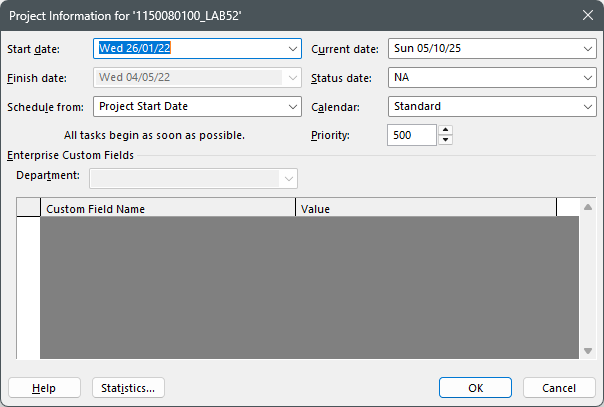 Project Information for '1150080100_LAB52'
Start date: Wed 26/01/22 Current date: Sun 05/10/25
Finish date: Wed 04/05/22 Status date: NA
Schedule from: Project Start Date Calendar: Standard
All tasks begin as soon as possible. Priority: 500
Enterprise Custom Fields
Department:
Custom Field Name Value
Help Statistics... OK Cancel